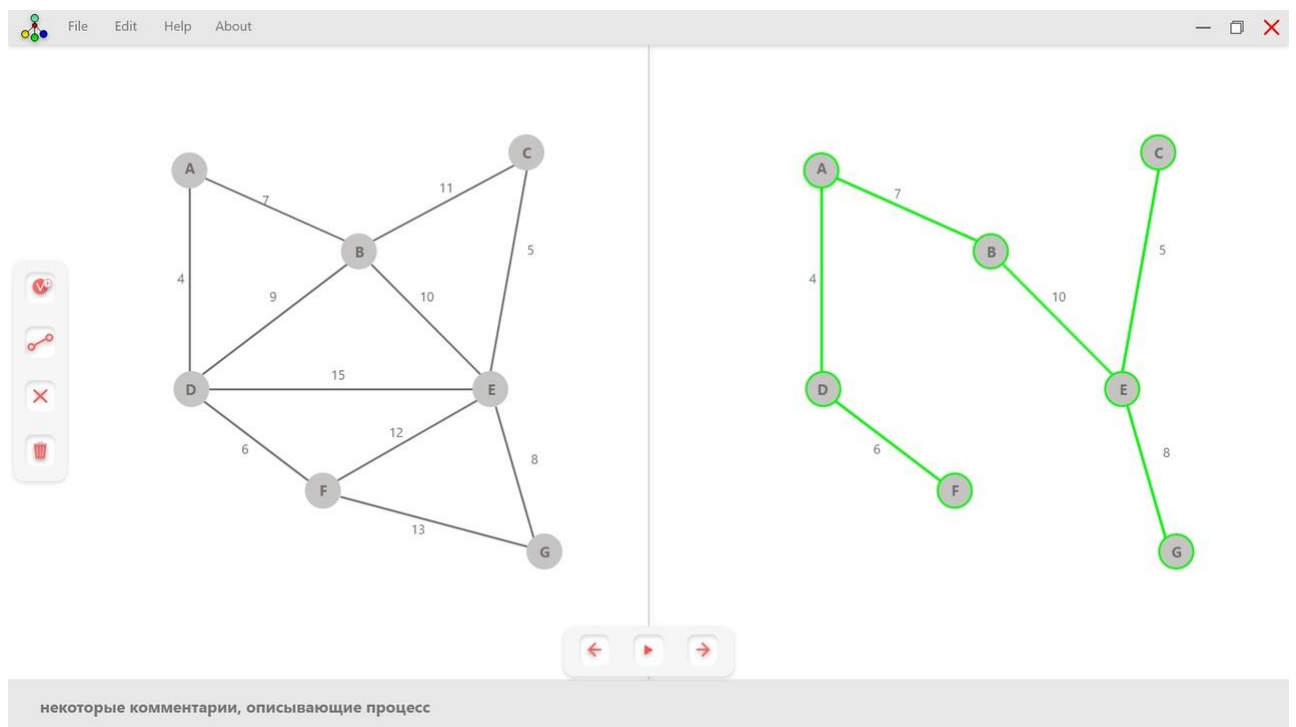 File Edit Help About
A
7
B
11
C
5
4
9
10
D
15
E
6
12
8
F
13
G
A
7
B
C
5
4
10
D
E
6
8
F
G
некоторые комментарии, описывающие процесс